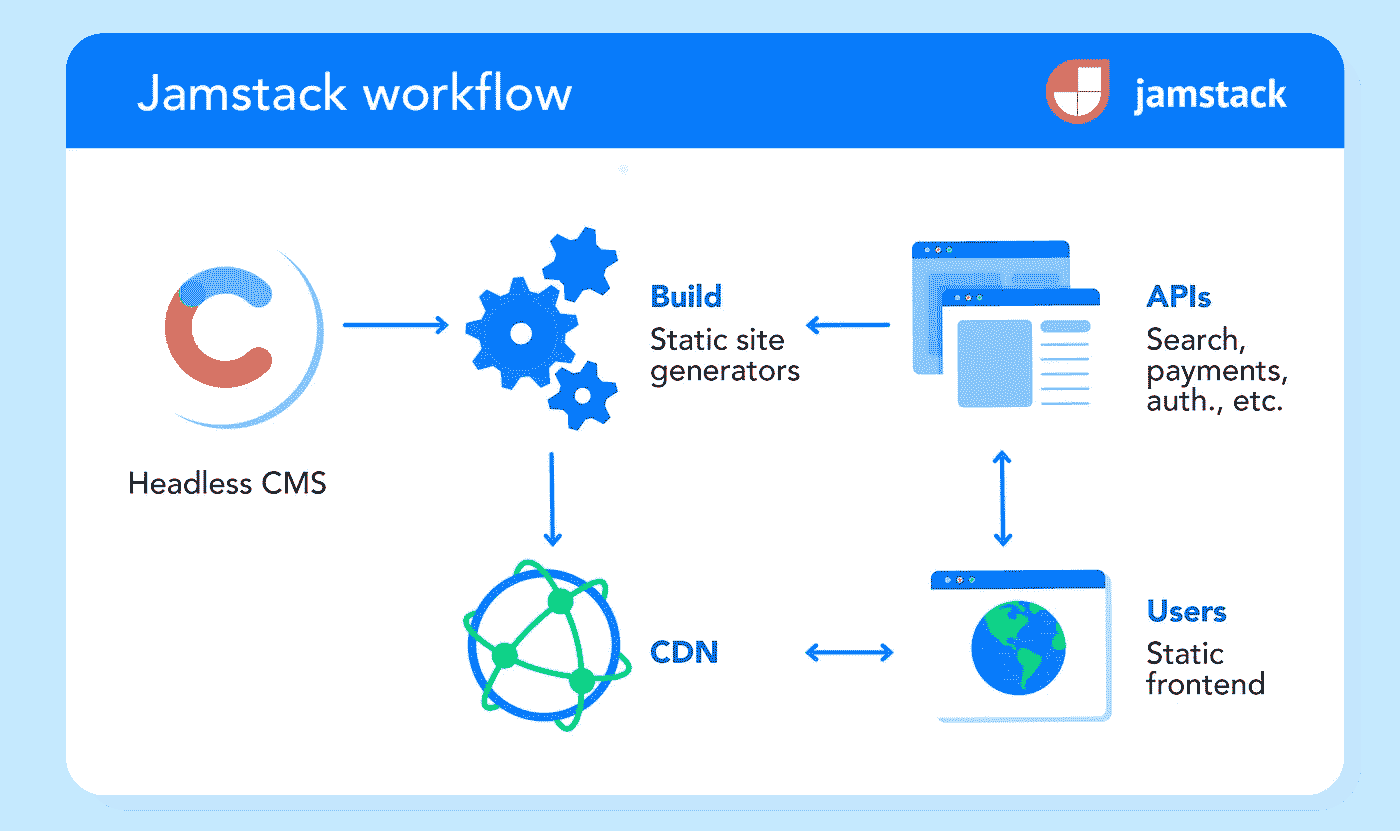 Jamstack workflow
jamstack
Headless CMS
Build
Static site
generators
APIs
Search,
payments,
auth., etc.
CDN
Users
Static
frontend